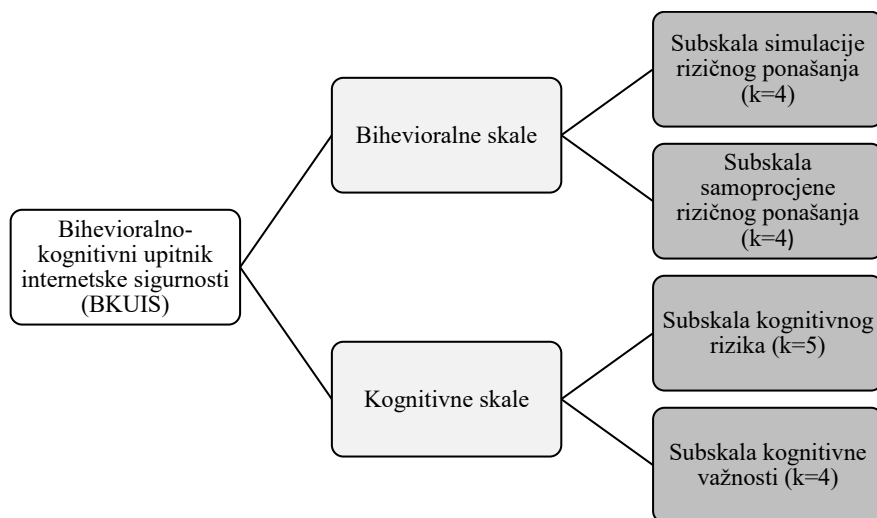 Bihevioralno-
kognitivni upitnik
internetske sigurnosti
(BKUIS)
Bihevioralne skale
Subskala simulacije
rizičnog ponašanja
(k=4)
Subskala
samoprocjene
rizičnog ponašanja
(k=4)
Kognitivne skale
Subskala kognitivnog
rizika (k=5)
Subskala kognitivne
važnosti (k=4)